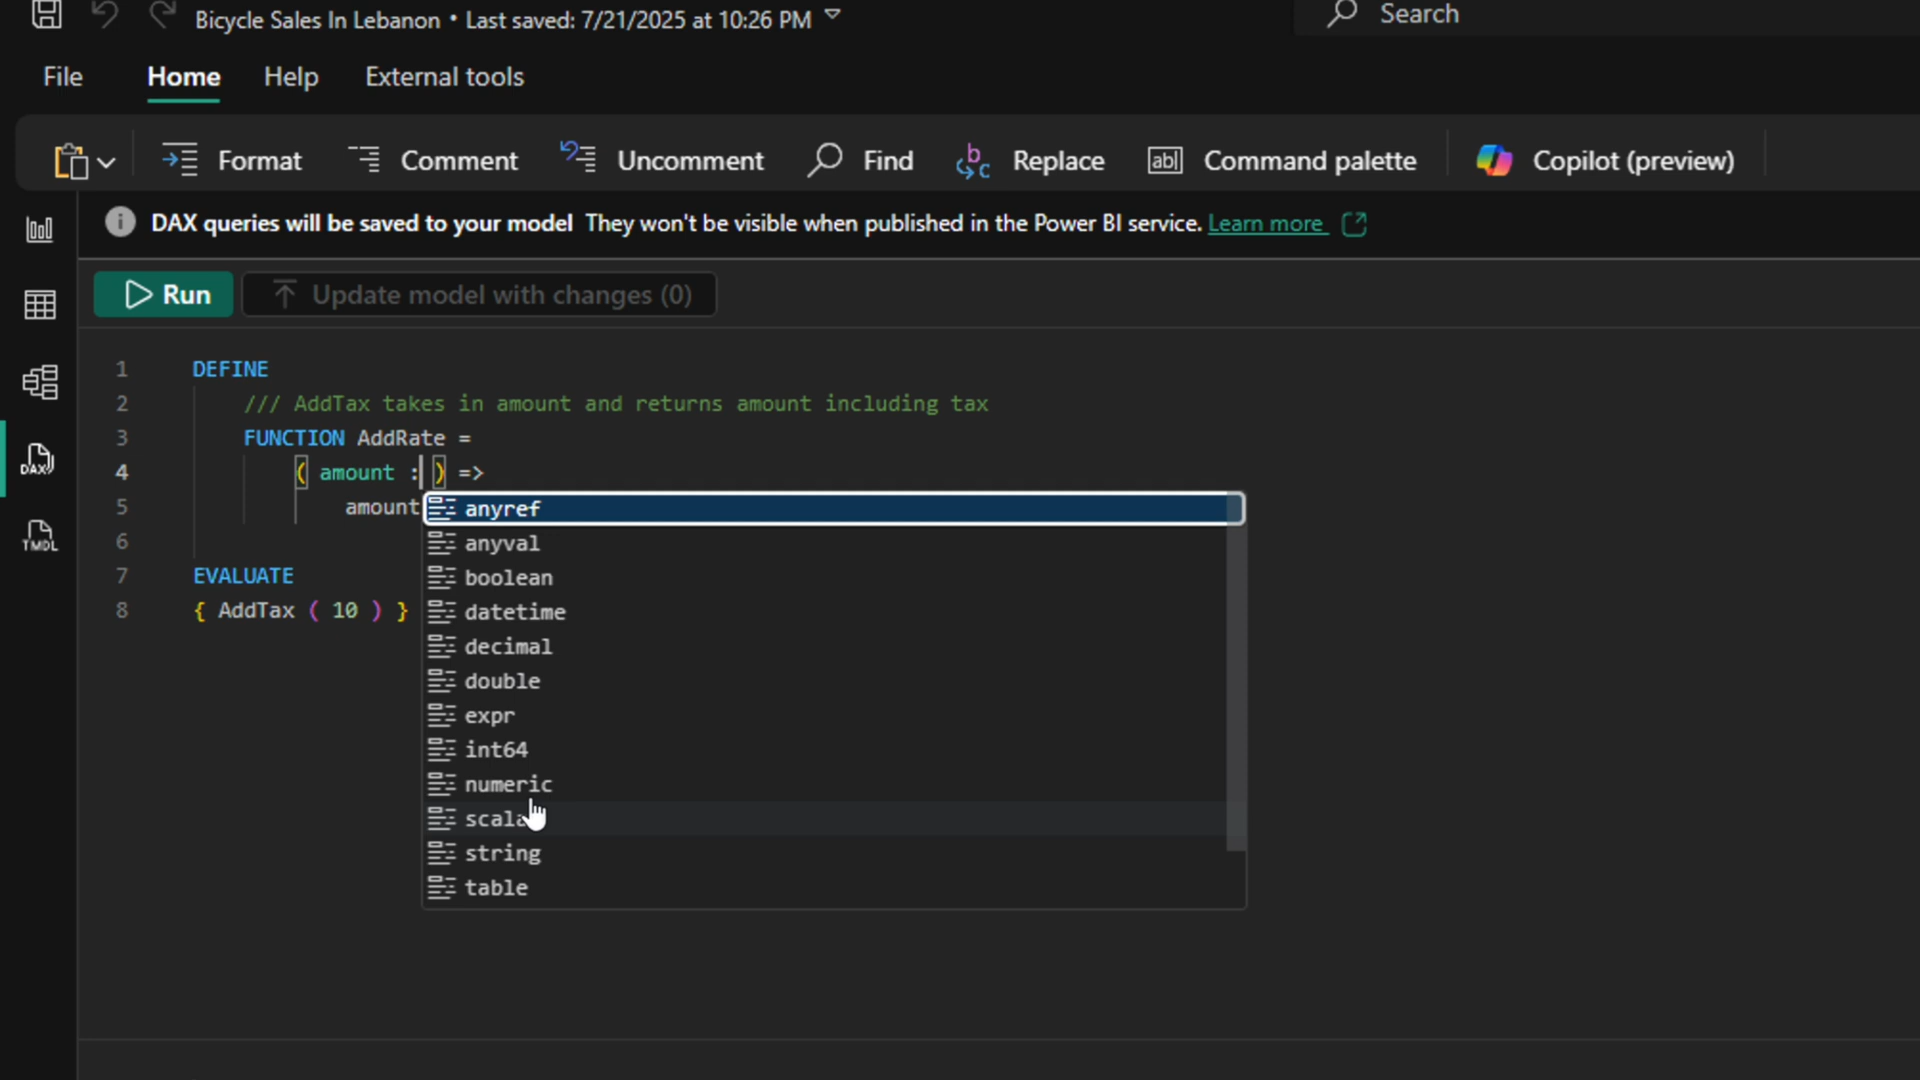 Bicycle Sales In Lebanon • Last saved: 7/21/2025 at 10:26 PM
Search
File Home Help External tools
Format Comment Uncomment Find Replace Command palette Copilot (preview)
DAX queries will be saved to your model They won't be visible when published in the Power BI service. Learn more
Run Update model with changes (0)
1 DEFINE
2 /// AddTax takes in amount and returns amount including tax
3 FUNCTION AddRate =
4 ( amount : ) =>
5 amount
6
7 EVALUATE
8 { AddTax ( 10 ) }
anyref
anyval
boolean
datetime
decimal
double
expr
int64
numeric
string
table
DAX
TMDL